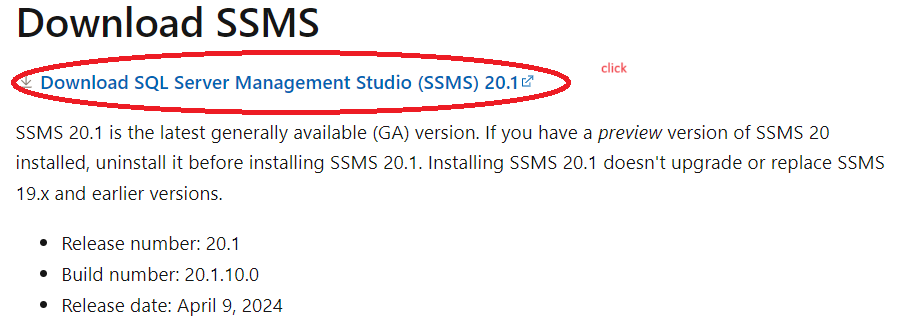 Download SSMS
Download SQL Server Management Studio (SSMS) 20.1
click
SSMS 20.1 is the latest generally available (GA) version. If you have a preview version of SSMS 20
installed, uninstall it before installing SSMS 20.1. Installing SSMS 20.1 doesn't upgrade or replace SSMS
19.x and earlier versions.
• Release number: 20.1
• Build number: 20.1.10.0
• Release date: April 9, 2024